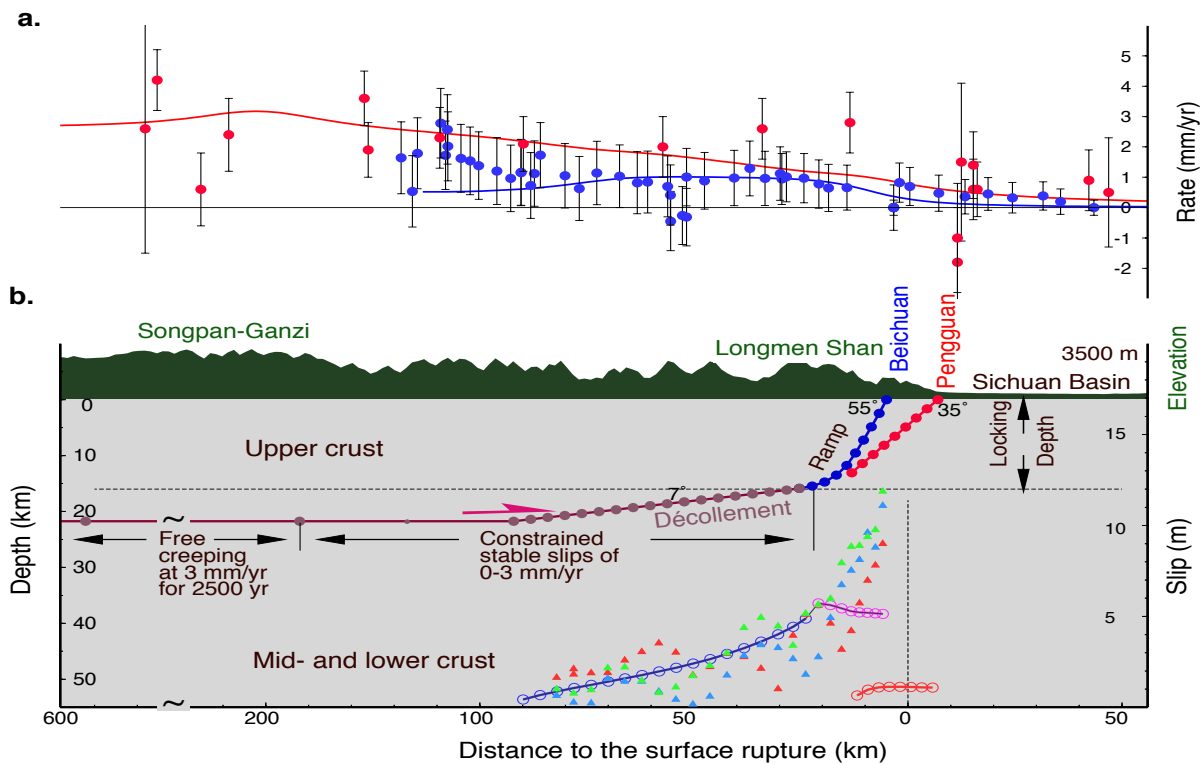 a.
5
4
3
2
1
0
-1
-2
Rate (mm/yr)
b.
Songpan-Ganzi
Longmen Shan
Beichuan
Pengguan
3500 m
Sichuan Basin
Elevation
0
10
20
30
40
50
Depth (km)
55°
35°
Upper crust
Ramp
Locking
Depth
15
10
5
Slip (m)
7°
Décollement
~
Free
creeping
at 3 mm/yr
for 2500 yr
Constrained
stable slips of
0-3 mm/yr
Mid- and lower crust
~
600
200
100
50
0
50
Distance to the surface rupture (km)